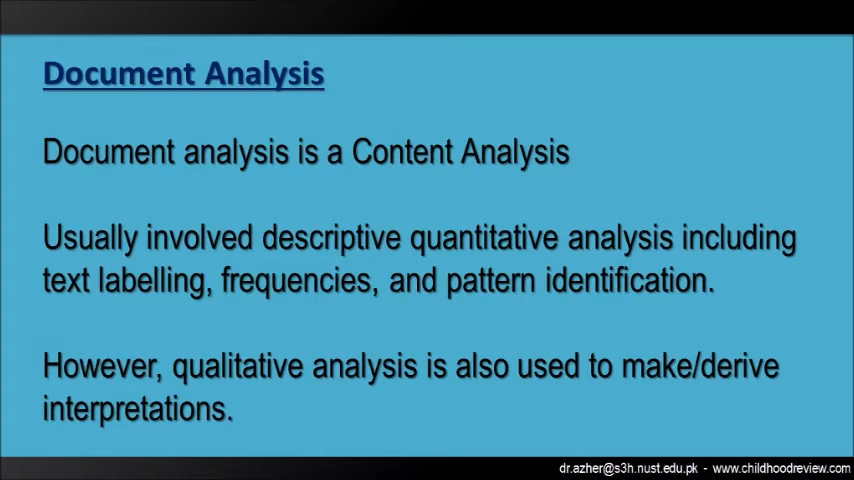 Document Analysis
Document analysis is a Content Analysis
Usually involved descriptive quantitative analysis including
text labelling, frequencies, and pattern identification.
However, qualitative analysis is also used to make/derive
interpretations.
dr.azher@s3h.nust.edu.pk - www.childhoodreview.com